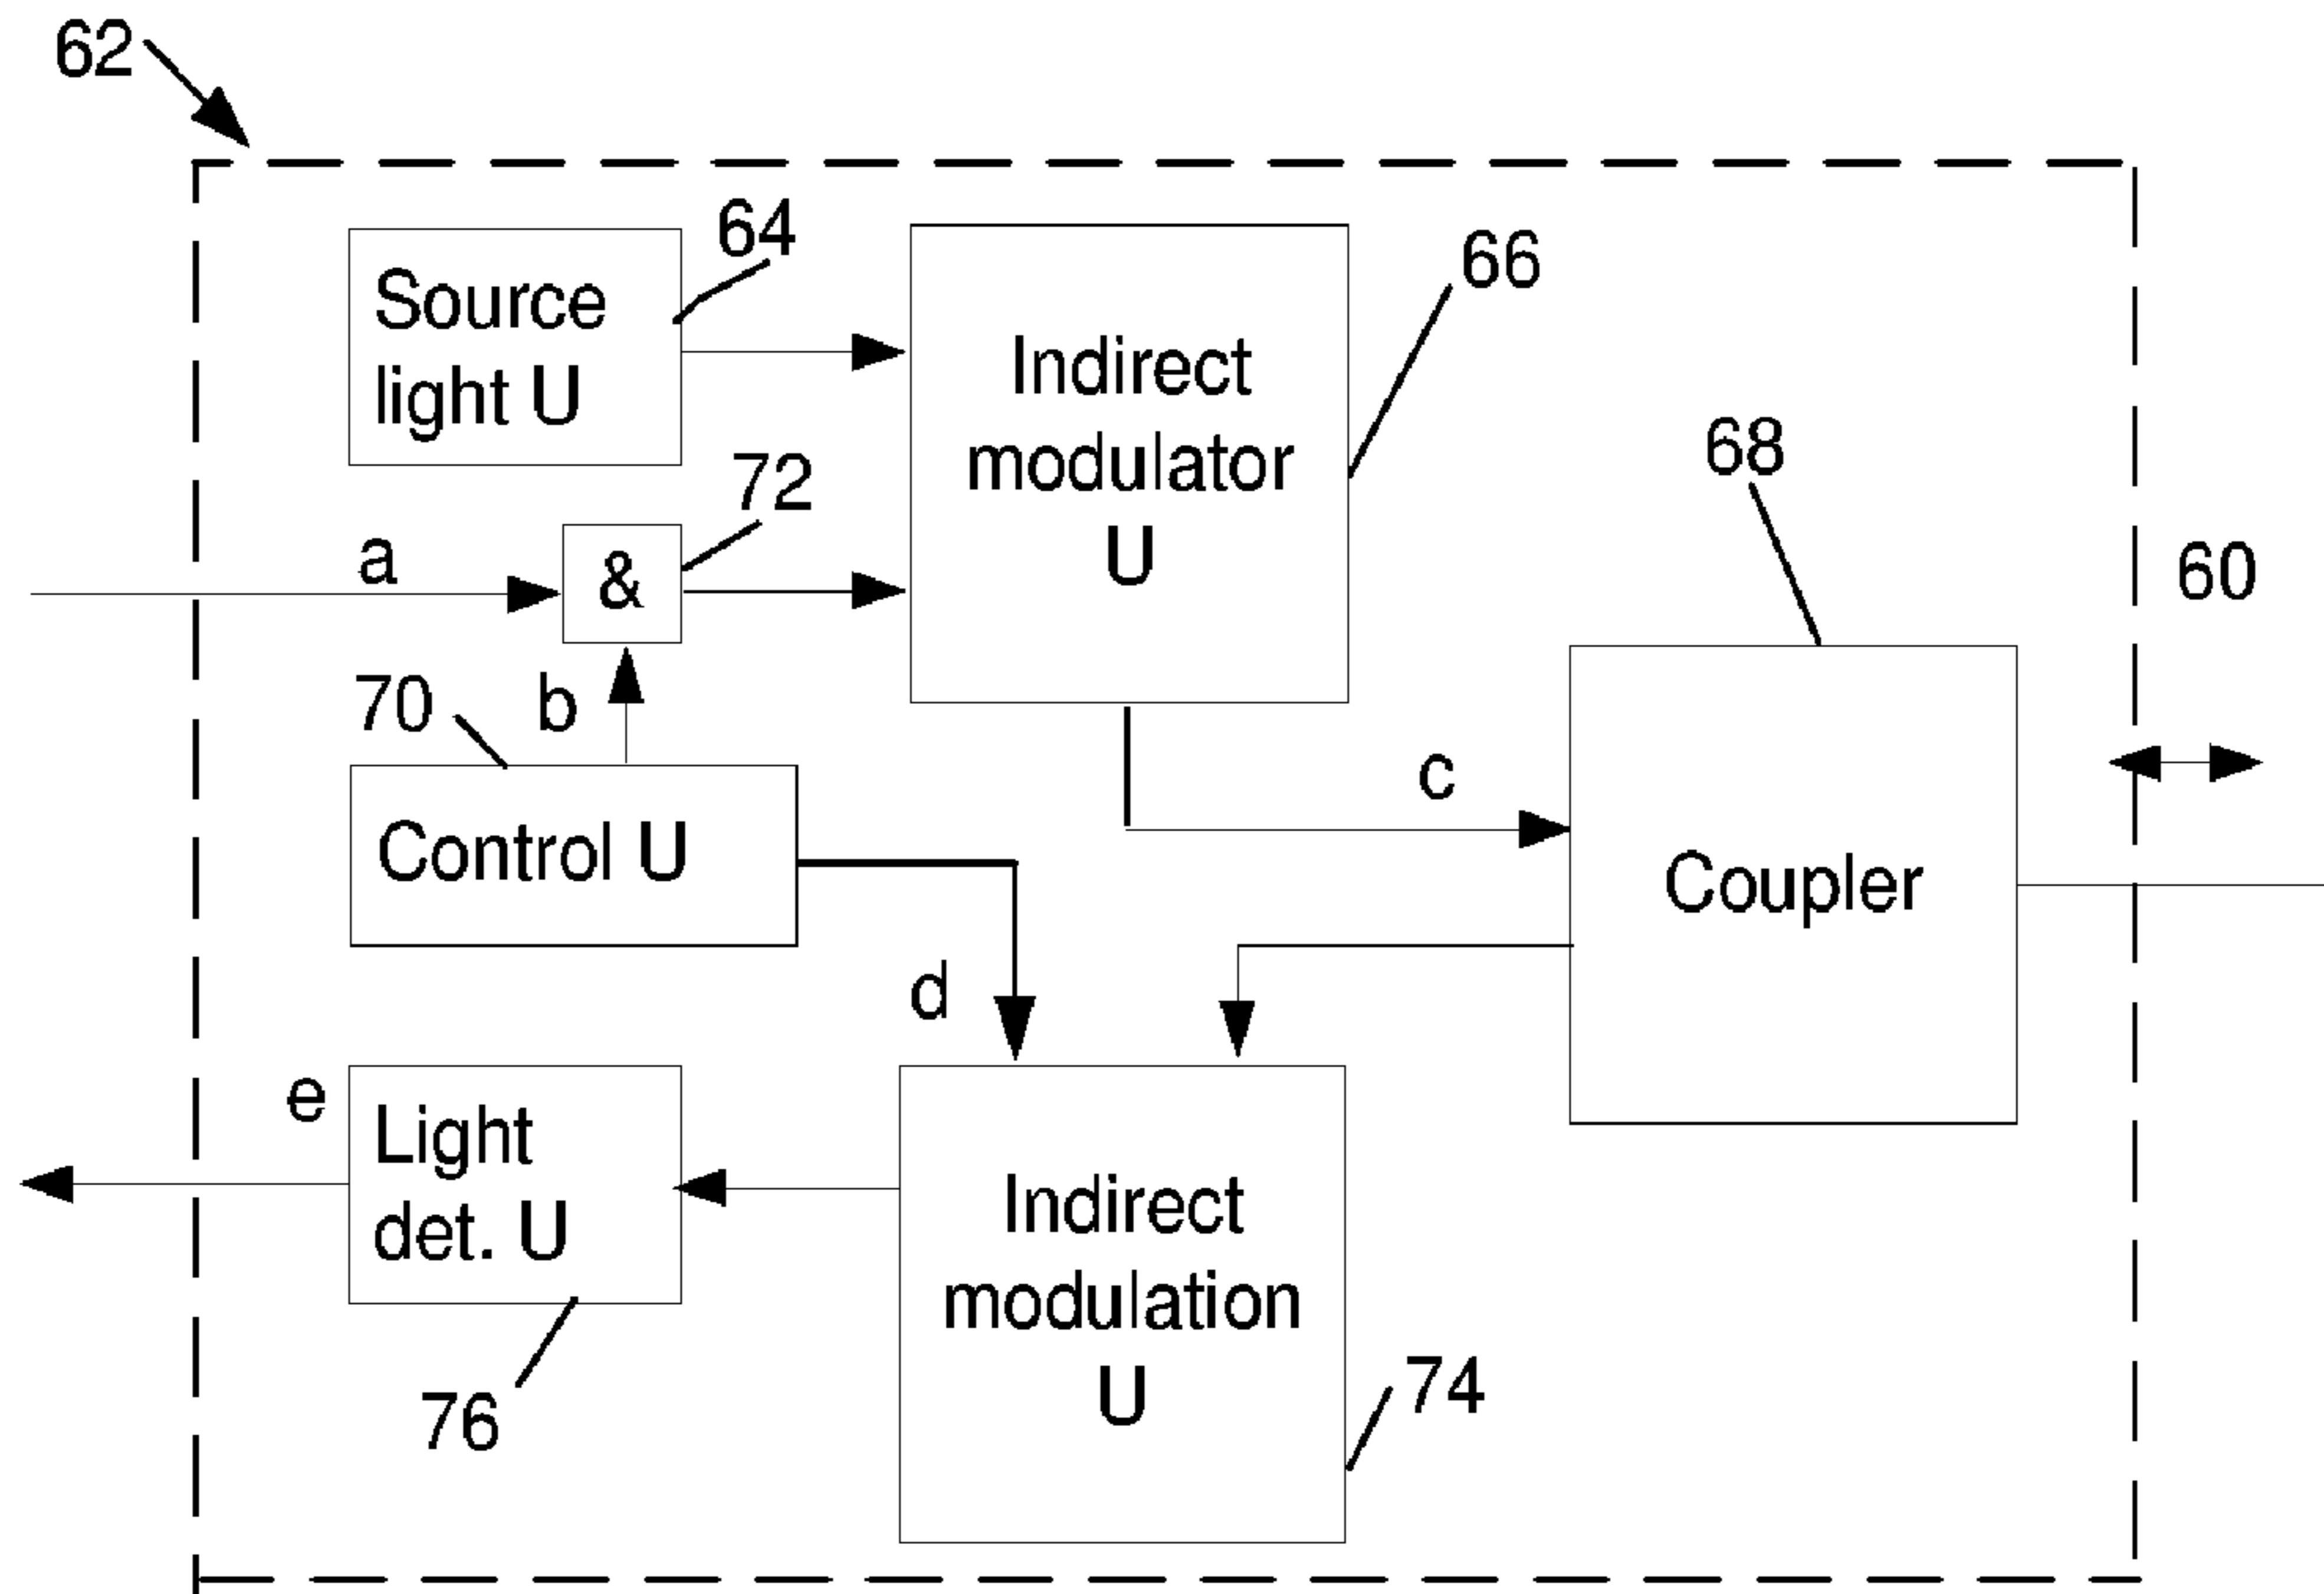 62
64
Source
light U
66
Indirect
modulator
U
72
68
a
&
60
70
b
c
Control U
Coupler
d
e
Light
det. U
Indirect
modulation
U
74
76